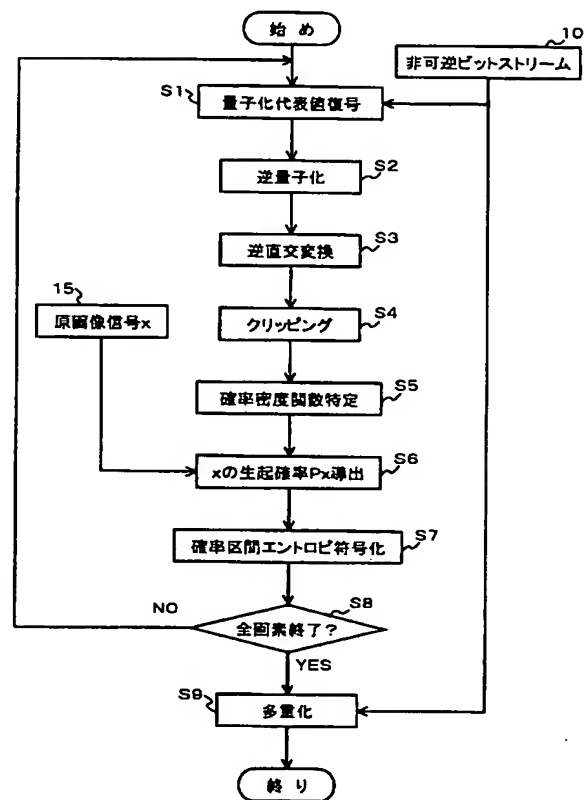 始め
10
非可逆ビットストリーム
S1
量子化代表値復号
S2
逆量子化
S3
逆直交変換
15
原画像信号x
S4
クリッピング
S5
確率密度関数特定
S6
xの生起確率Px導出
S7
確率区間エントロピ符号化
S8
NO
全画素終了?
YES
S9
多重化
終り